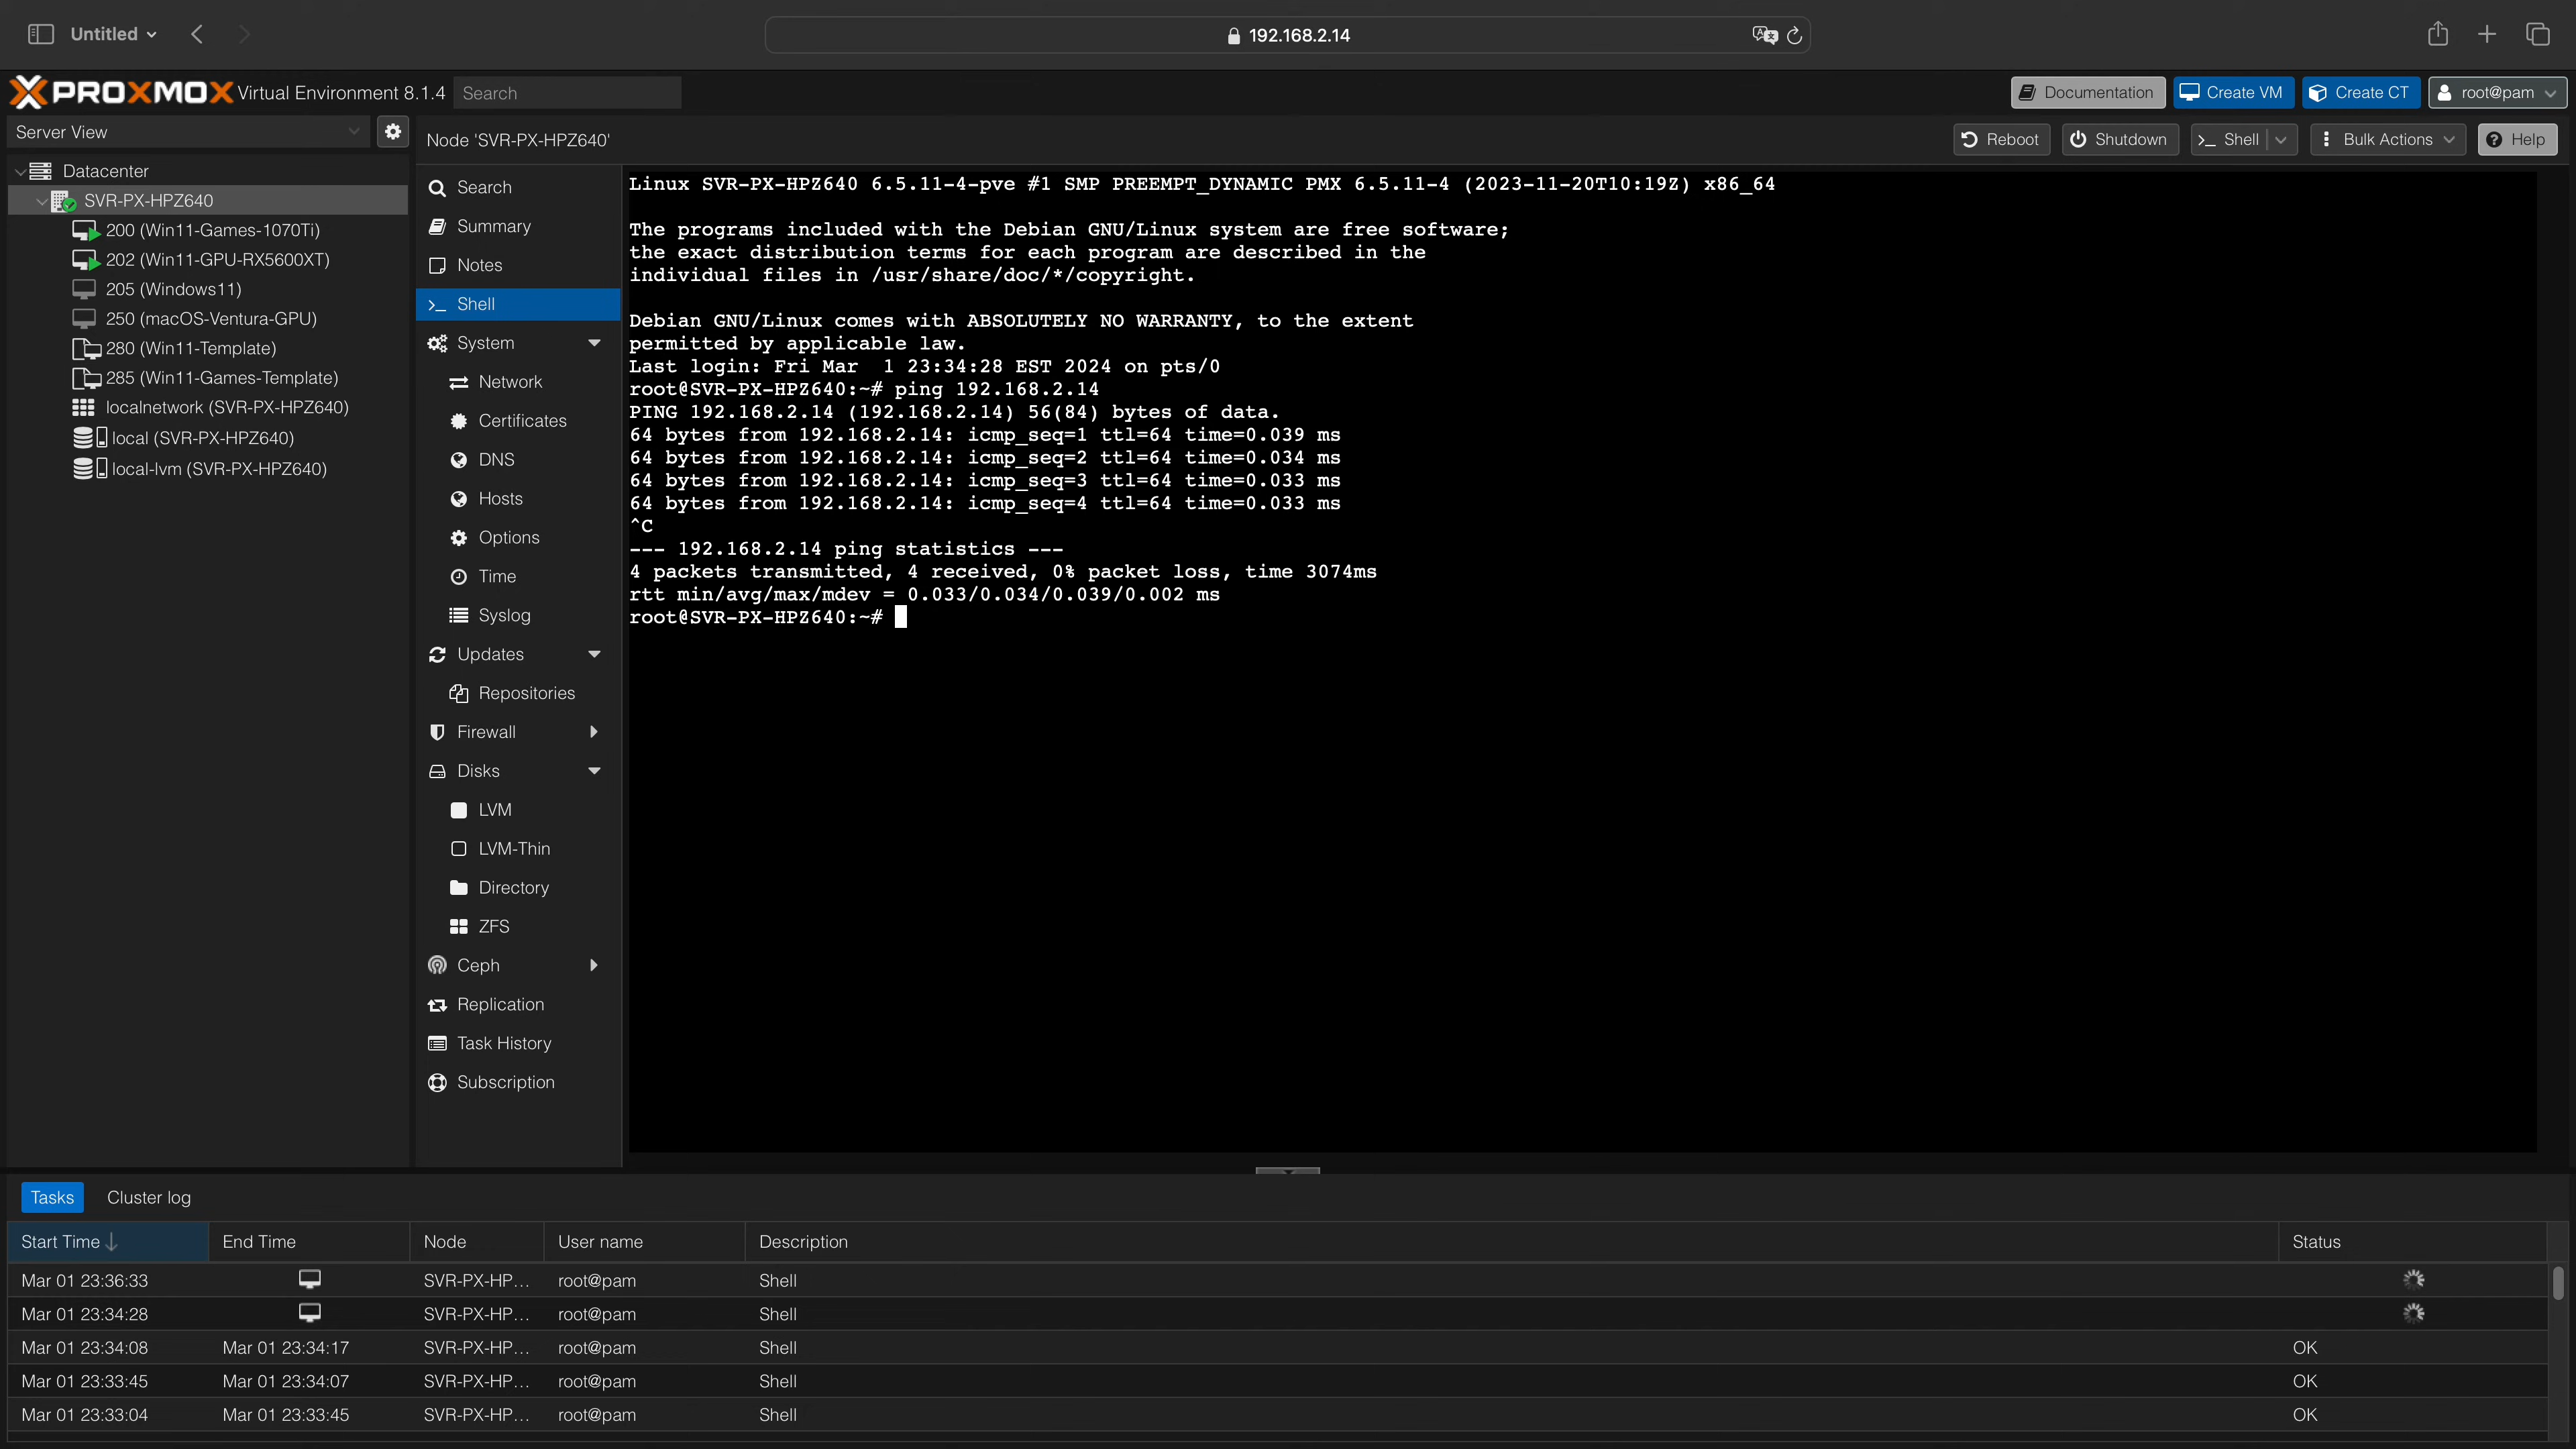 Untitled
192.168.2.14
PROXMOX Virtual Environment 8.1.4
Search
Documentation
Create VM
Create CT
root@pam
Server View
Node 'SVR-PX-HPZ640'
Reboot
Shutdown
Shell
Bulk Actions
Help
Datacenter
SVR-PX-HPZ640
200 (Win11-Games-1070Ti)
202 (Win11-GPU-RX5600XT)
205 (Windows11)
250 (macOS-Ventura-GPU)
280 (Win11-Template)
285 (Win11-Games-Template)
localnetwork (SVR-PX-HPZ640)
local (SVR-PX-HPZ640)
local-lvm (SVR-PX-HPZ640)
Search
Summary
Notes
Shell
System
Network
Certificates
DNS
Hosts
Options
Time
Syslog
Updates
Repositories
Firewall
Disks
LVM
LVM-Thin
Directory
ZFS
Ceph
Replication
Task History
Subscription
Linux SVR-PX-HPZ640 6.5.11-4-pve #1 SMP PREEMPT_DYNAMIC PMX 6.5.11-4 (2023-11-20T10:19Z) x86_64
The programs included with the Debian GNU/Linux system are free software;
the exact distribution terms for each program are described in the
individual files in /usr/share/doc/*/copyright.
Debian GNU/Linux comes with ABSOLUTELY NO WARRANTY, to the extent
permitted by applicable law.
Last login: Fri Mar  1 23:34:28 EST 2024 on pts/0
root@SVR-PX-HPZ640:~# ping 192.168.2.14
PING 192.168.2.14 (192.168.2.14) 56(84) bytes of data.
64 bytes from 192.168.2.14: icmp_seq=1 ttl=64 time=0.039 ms
64 bytes from 192.168.2.14: icmp_seq=2 ttl=64 time=0.034 ms
64 bytes from 192.168.2.14: icmp_seq=3 ttl=64 time=0.033 ms
64 bytes from 192.168.2.14: icmp_seq=4 ttl=64 time=0.033 ms
^C
--- 192.168.2.14 ping statistics ---
4 packets transmitted, 4 received, 0% packet loss, time 3074ms
rtt min/avg/max/mdev = 0.033/0.034/0.039/0.002 ms
root@SVR-PX-HPZ640:~#
Tasks
Cluster log
Start Time End Time Node User name Description Status
Mar 01 23:36:33 SVR-PX-HP... root@pam Shell
Mar 01 23:34:28 SVR-PX-HP... root@pam Shell
Mar 01 23:34:08 Mar 01 23:34:17 SVR-PX-HP... root@pam Shell OK
Mar 01 23:33:45 Mar 01 23:34:07 SVR-PX-HP... root@pam Shell OK
Mar 01 23:33:04 Mar 01 23:33:45 SVR-PX-HP... root@pam Shell OK